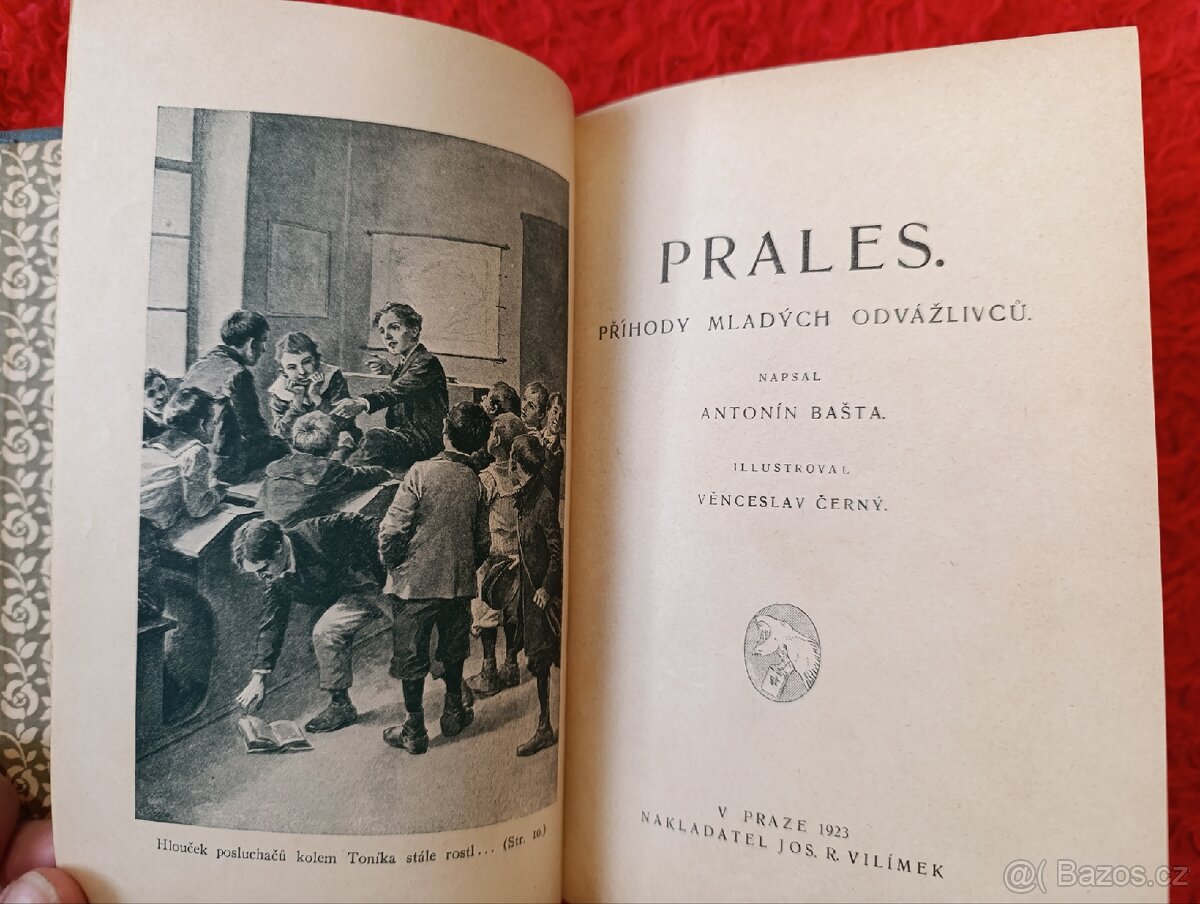 Hlouček posluchačů kolem Toníka stále rostl... (Str. 10.)
PRALES.
PŘÍHODY MLADÝCH ODVÁŽLIVCŮ.
NAPSAL
ANTONÍN BAŠTA.
ILLUSTROVAL
VĚNCESLAV ČERNÝ.
V PRAZE 1923
NAKLADATEL JOS. R. VILÍMEK
@( Bazos.cz